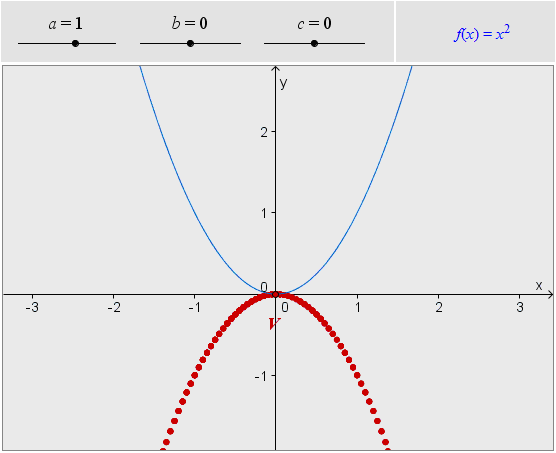 a = 1 b = 0 c = 0 f(x) = x²
y
2
1
0 x
-3 -2 -1 0 1 2 3
V
-1